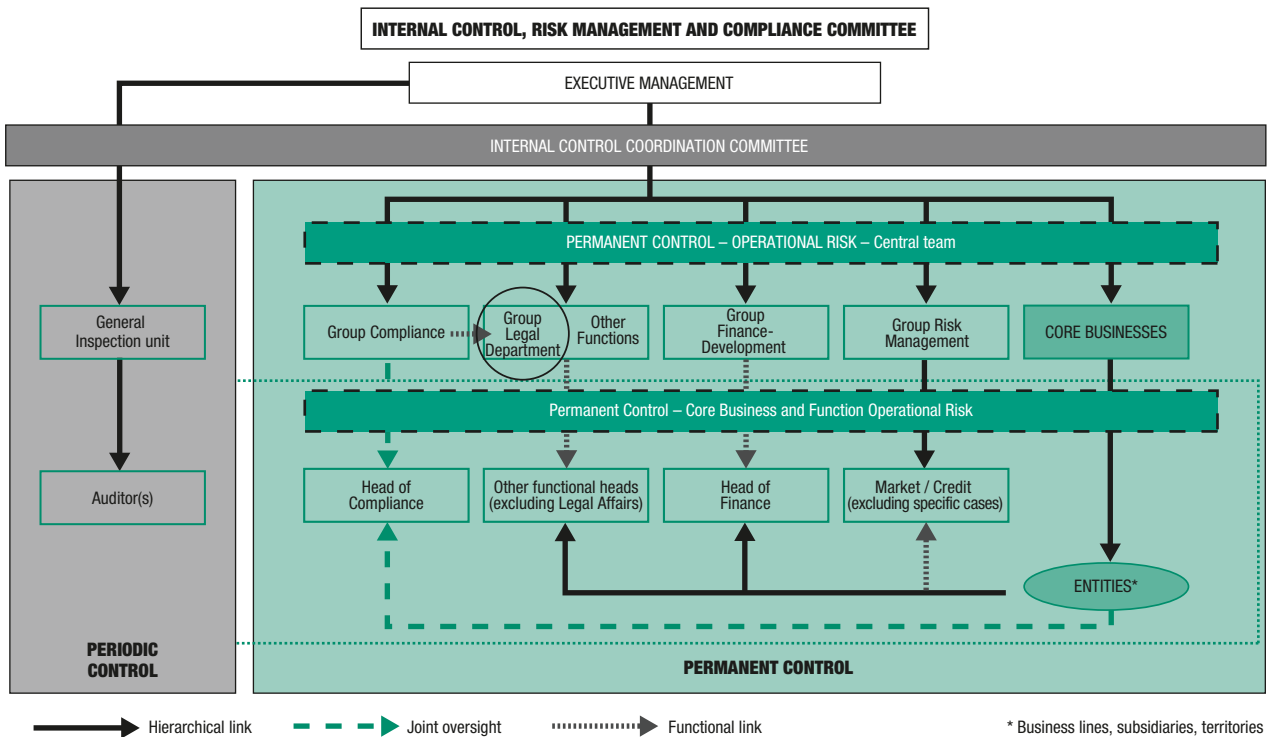 INTERNAL CONTROL, RISK MANAGEMENT AND COMPLIANCE COMMITTEE
EXECUTIVE MANAGEMENT
INTERNAL CONTROL COORDINATION COMMITTEE
PERMANENT CONTROL – OPERATIONAL RISK – Central team
General
Inspection unit
Group Compliance
Group
Legal
Department
Other
Functions
Group
Finance-
Development
Group Risk
Management
CORE BUSINESSES
Permanent Control – Core Business and Function Operational Risk
Auditor(s)
Head of
Compliance
Other functional heads
(excluding Legal Affairs)
Head of
Finance
Market / Credit
(excluding specific cases)
ENTITIES*
PERIODIC
CONTROL
PERMANENT CONTROL
Hierarchical link
Joint oversight
Functional link
* Business lines, subsidiaries, territories